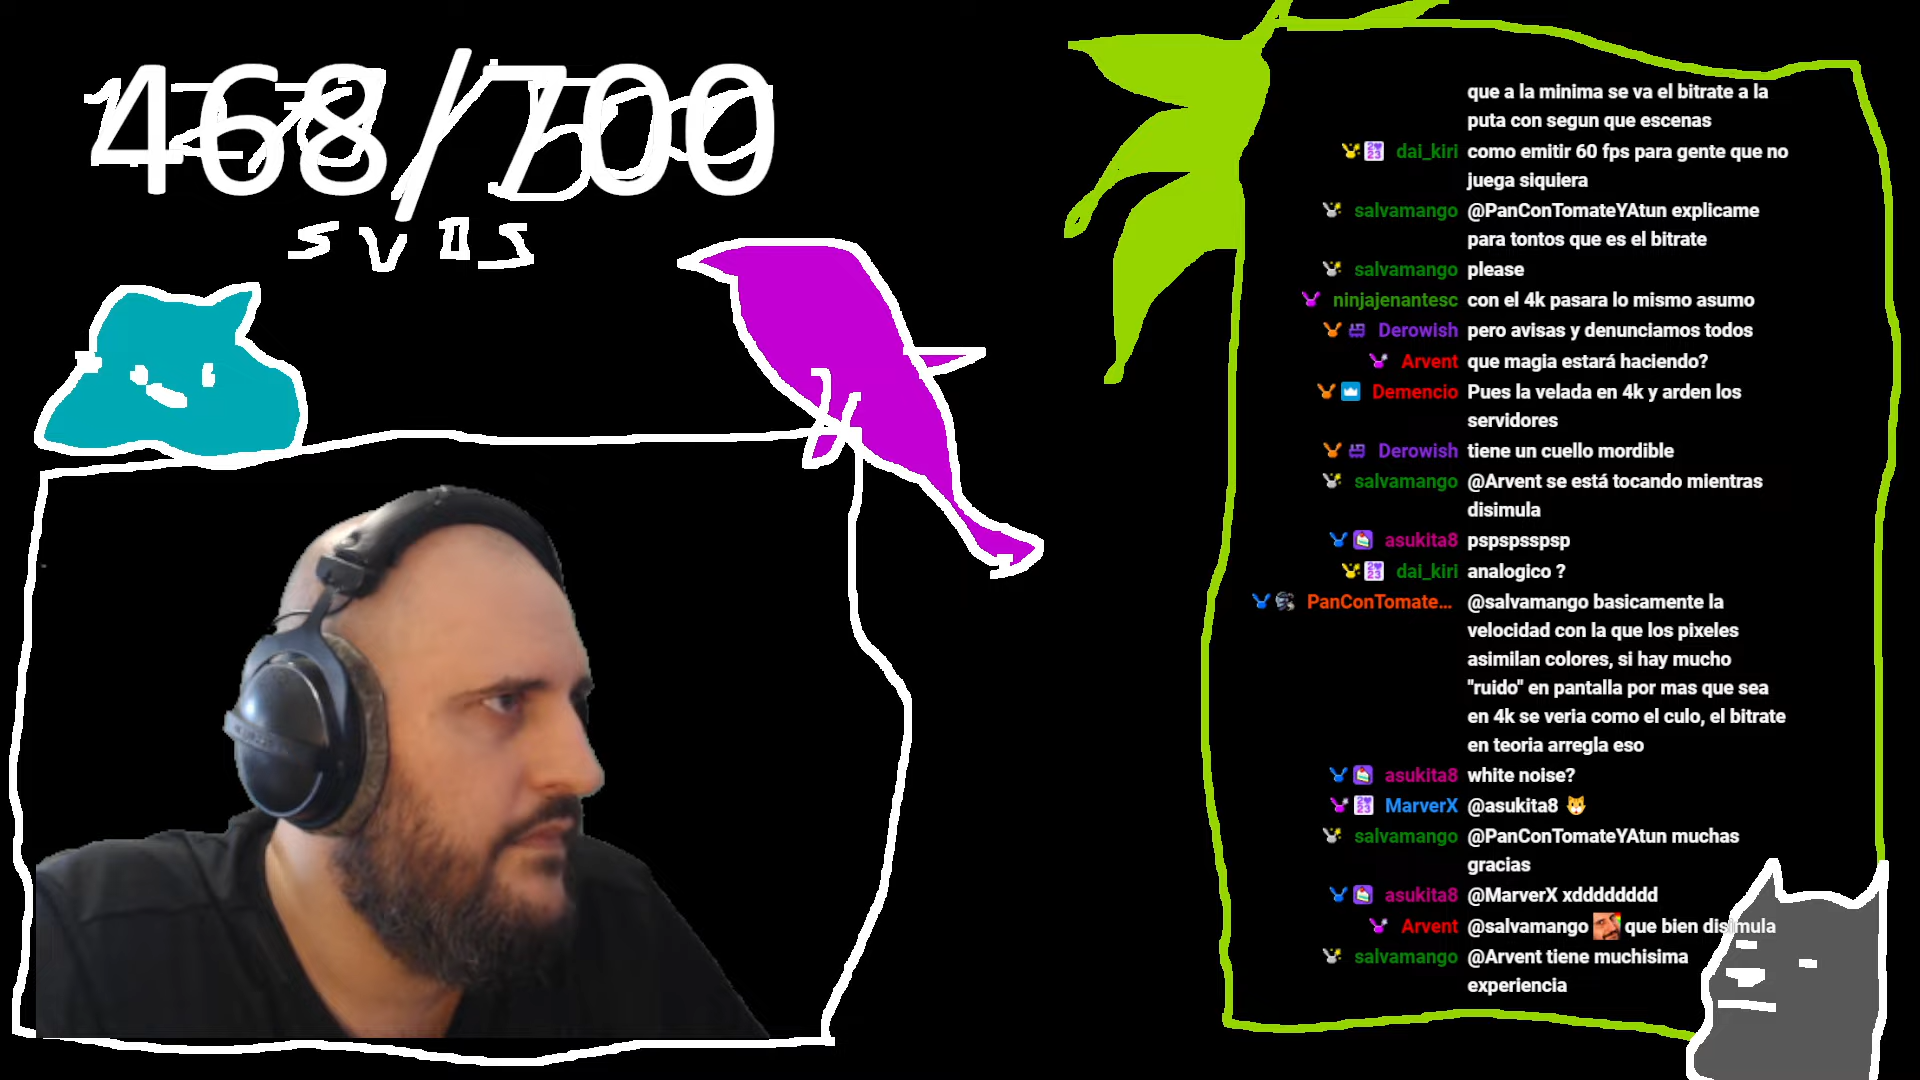 468/700
SUBS
que a la minima se va el bitrate a la
puta con segun que escenas
dai_kiri como emitir 60 fps para gente que no
juega siquiera
salvamango @PanConTomateYAtun explicame
para tontos que es el bitrate
salvamango please
ninjajenantesc con el 4k pasara lo mismo asumo
Derowish pero avisas y denunciamos todos
Arvent que magia estará haciendo?
Demencio Pues la velada en 4k y arden los
servidores
Derowish tiene un cuello mordible
salvamango @Arvent se está tocando mientras
disimula
asukita8 pspspsspsp
dai_kiri analogico ?
PanConTomate... @salvamango basicamente la
velocidad con la que los pixeles
asimilan colores, si hay mucho
"ruido" en pantalla por mas que sea
en 4k se veria como el culo, el bitrate
en teoria arregla eso
asukita8 white noise?
MarverX @asukita8
salvamango @PanConTomateYAtun muchas
gracias
asukita8 @MarverX xdddddddd
Arvent @salvamango que bien disimula
salvamango @Arvent tiene muchisima
experiencia